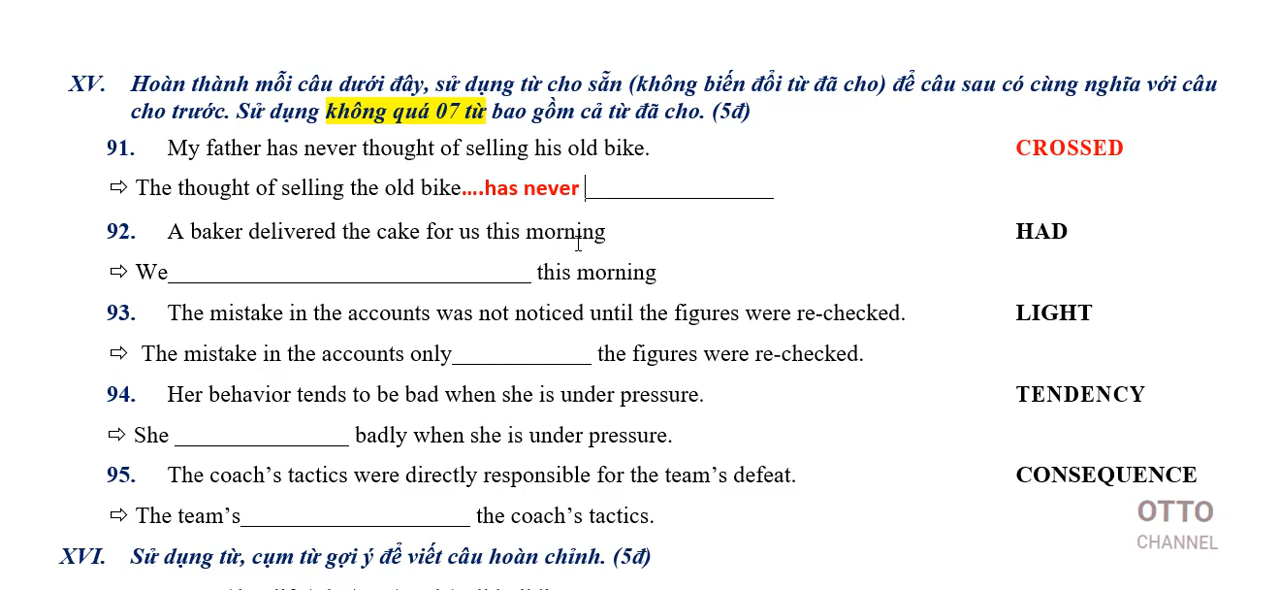 XV. Hoàn thành mỗi câu dưới đây, sử dụng từ cho sẵn (không biến đổi từ đã cho) để câu sau có cùng nghĩa với câu
cho trước. Sử dụng không quá 07 từ bao gồm cả từ đã cho. (5đ)
91. My father has never thought of selling his old bike. CROSSED
⇨ The thought of selling the old bike....has never _________________
92. A baker delivered the cake for us this morning HAD
⇨ We_________________________________ this morning
93. The mistake in the accounts was not noticed until the figures were re-checked. LIGHT
⇨ The mistake in the accounts only____________ the figures were re-checked.
94. Her behavior tends to be bad when she is under pressure. TENDENCY
⇨ She ________________ badly when she is under pressure.
95. The coach’s tactics were directly responsible for the team’s defeat. CONSEQUENCE
⇨ The team’s_____________________ the coach’s tactics.
OTTO
CHANNEL
XVI. Sử dụng từ, cụm từ gợi ý để viết câu hoàn chỉnh. (5đ)